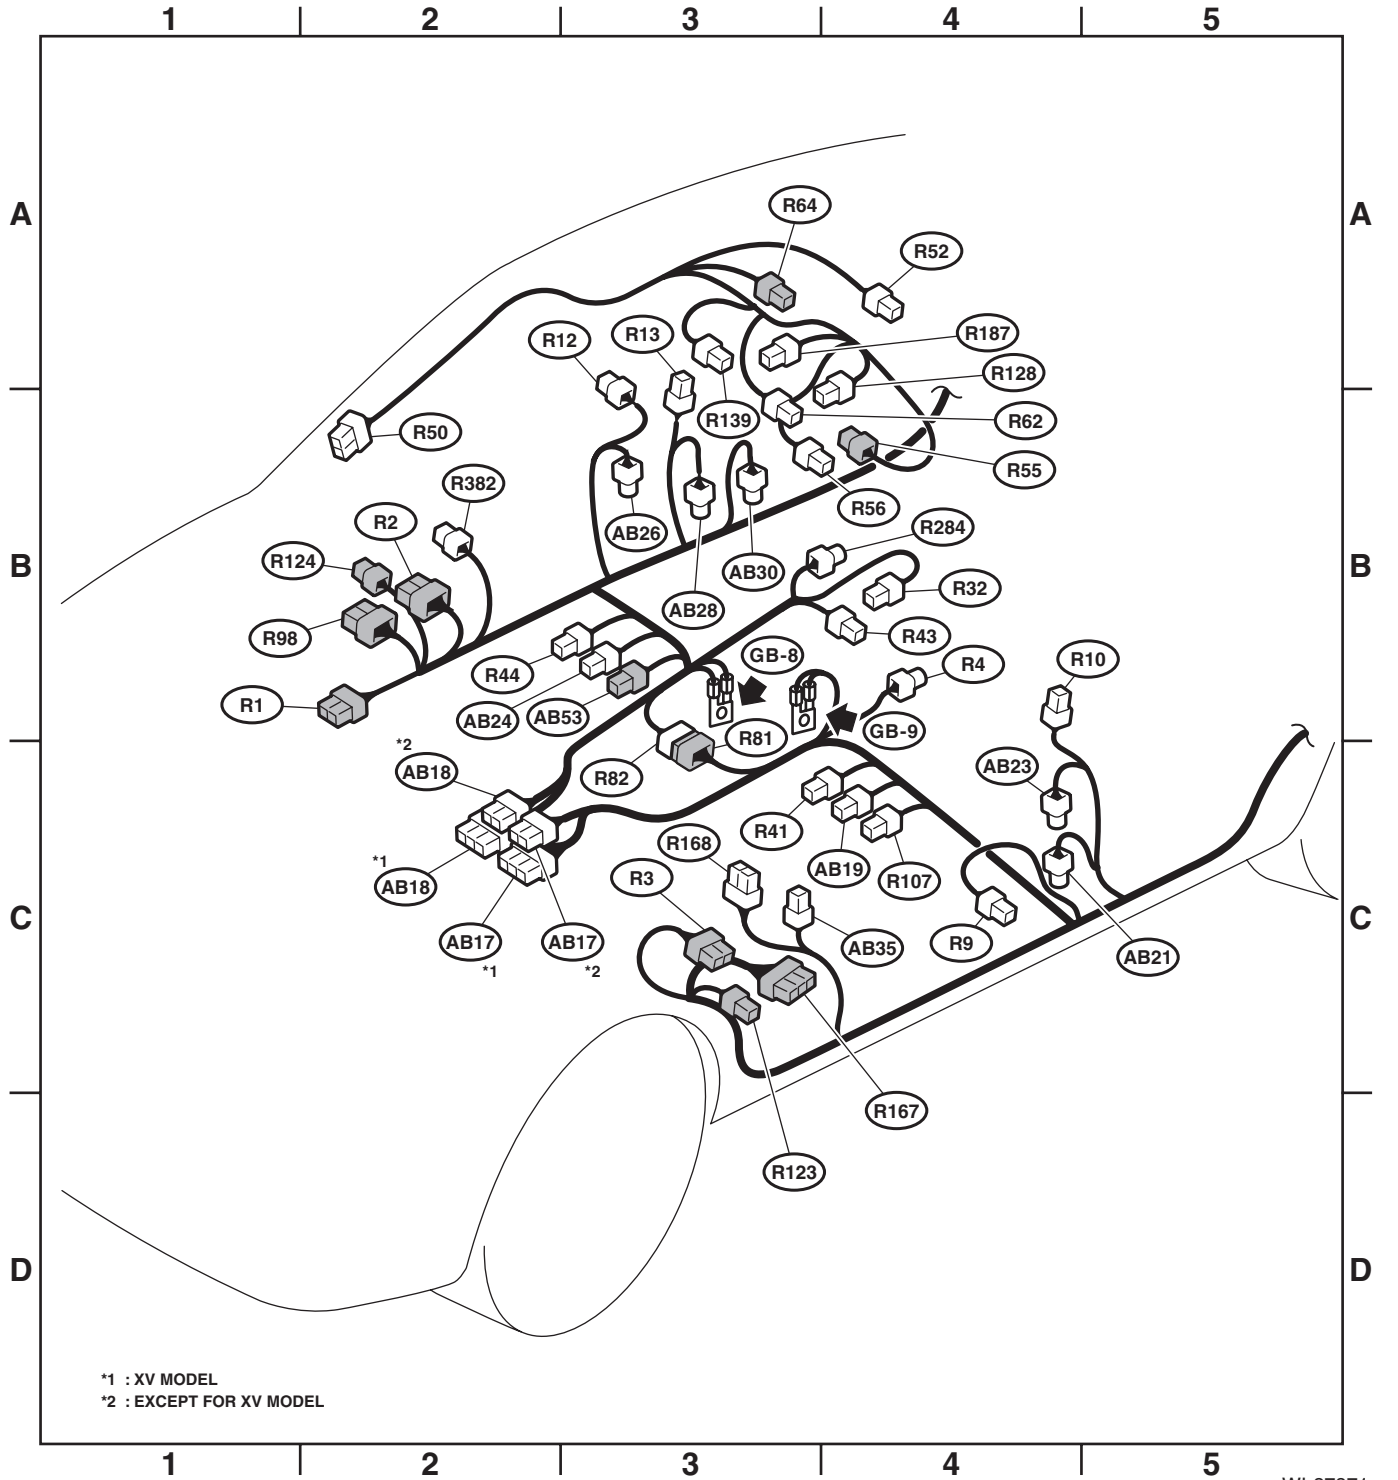 1 2 3 4 5
A A
R64
R52
R187
R13
R12
R128
R139
R62
R50
R55
R382
R56
R2
R284
AB26
R124
B B
AB30
R32
AB28
R98
R43
GB-8
R10
R4
R44
R1
AB24 AB53
GB-9
R81
*2
AB18
AB23
R82
R41
R168
*1
AB18
AB19
R3
R107
C C
AB17 AB17
R9
AB35
AB21
*1 *2
R167
R123
D D
*1 : XV MODEL
*2 : EXCEPT FOR XV MODEL
1 2 3 4 5